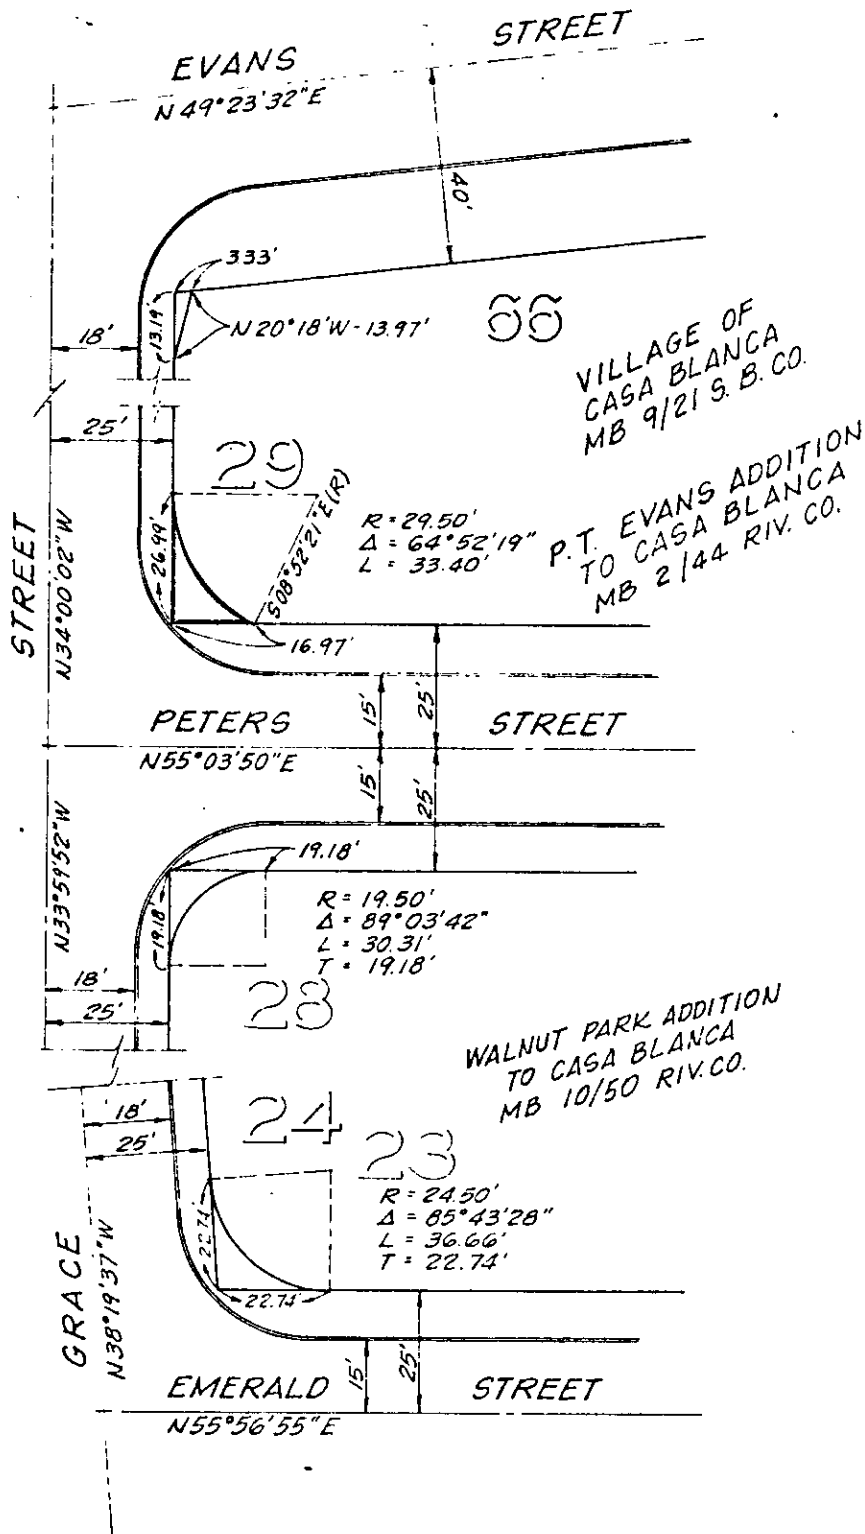 EVANS STREET
N 49°23'32"E
40'
333'
13.19'
N 20°18'W - 13.97'
18'
66
VILLAGE OF
CASA BLANCA
MB 9/21 S. B. CO.
25'
29
26.99'
S08°52'21"E(R)
R = 29.50'
Δ = 64°52'19"
L = 33.40'
P.T. EVANS ADDITION
TO CASA BLANCA
MB 2/44 RIV. CO.
STREET
N34°00'02"W
16.97'
15'
25'
PETERS STREET
N55°03'50"E
15'
25'
N33°59'52"W
19.18'
19.18'
R = 19.50'
Δ = 89°03'42"
L = 30.31'
T = 19.18'
18'
25'
28
WALNUT PARK ADDITION
TO CASA BLANCA
MB 10/50 RIV. CO.
18'
24
25'
23
R = 24.50'
Δ = 85°43'28"
L = 36.66'
T = 22.74'
22.74'
22.74'
GRACE
N38°19'37"W
15'
25'
EMERALD STREET
N55°56'55"E